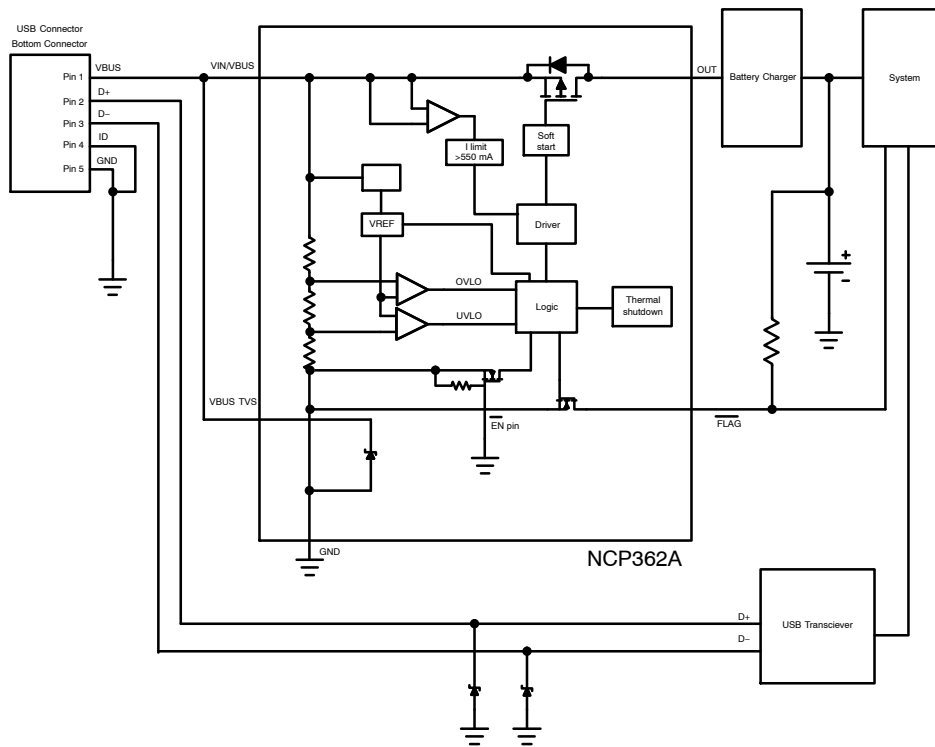 USB Connector
Bottom Connector
Pin 1
Pin 2
Pin 3
Pin 4
Pin 5
VBUS
D+
D−
ID
GND
VIN/VBUS
OUT
Battery Charger
System
I limit
>550 mA
Soft
start
VREF
Driver
OVLO
UVLO
Logic
Thermal
shutdown
+
-
VBUS TVS
EN pin
FLAG
GND
NCP362A
D+
D−
USB Transciever